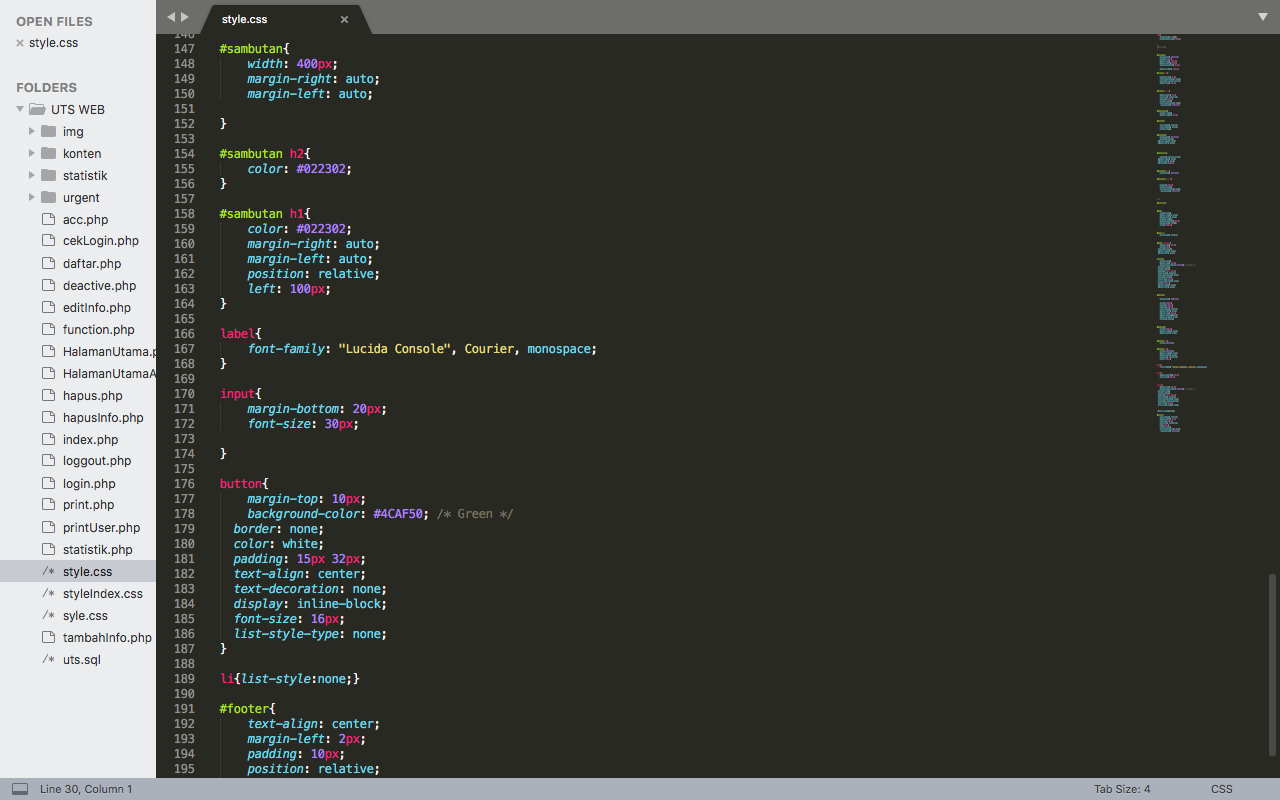 OPEN FILES
style.css
FOLDERS
UTS WEB
img
konten
statistik
urgent
acc.php
cekLogin.php
daftar.php
deactive.php
editInfo.php
function.php
HalamanUtama.p
HalamanUtamaA
hapus.php
hapusInfo.php
index.php
loggout.php
login.php
print.php
printUser.php
statistik.php
/* style.css
/* styleIndex.css
/* syle.css
tambahInfo.php
/* uts.sql
style.css
146
147 #sambutan{
148 width: 400px;
149 margin-right: auto;
150 margin-left: auto;
151
152 }
153
154 #sambutan h2{
155 color: #022302;
156 }
157
158 #sambutan h1{
159 color: #022302;
160 margin-right: auto;
161 margin-left: auto;
162 position: relative;
163 left: 100px;
164 }
165
166 label{
167 font-family: "Lucida Console", Courier, monospace;
168 }
169
170 input{
171 margin-bottom: 20px;
172 font-size: 30px;
173
174 }
175
176 button{
177 margin-top: 10px;
178 background-color: #4CAF50; /* Green */
179 border: none;
180 color: white;
181 padding: 15px 32px;
182 text-align: center;
183 text-decoration: none;
184 display: inline-block;
185 font-size: 16px;
186 list-style-type: none;
187 }
188
189 li{list-style:none;}
190
191 #footer{
192 text-align: center;
193 margin-left: 2px;
194 padding: 10px;
195 position: relative;
Line 30, Column 1
Tab Size: 4
CSS